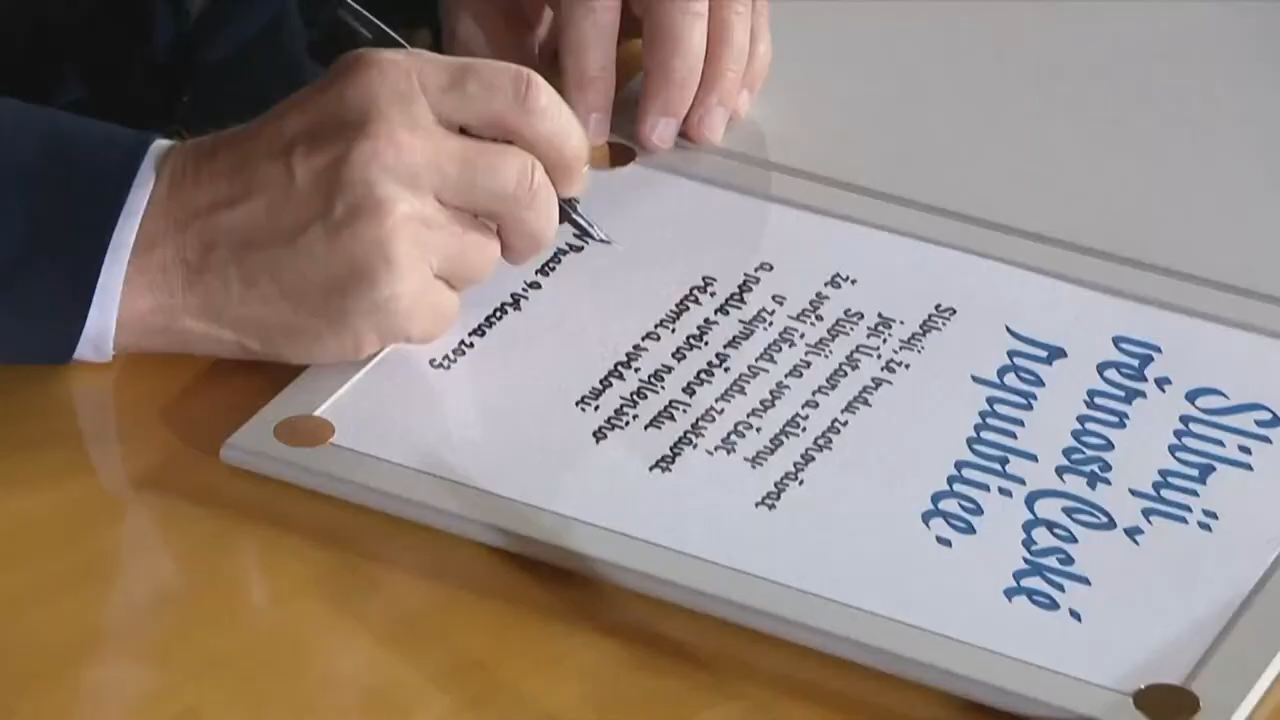 Slibuji
věrnost České
republice.
Slibuji, že budu zachovávat
její Ústavu a zákony.
Slibuji na svou čest,
že svůj úřad budu zastávat
v zájmu všeho lidu
a podle svého nejlepšího
vědomí a svědomí.
V Praze 9. března 2023